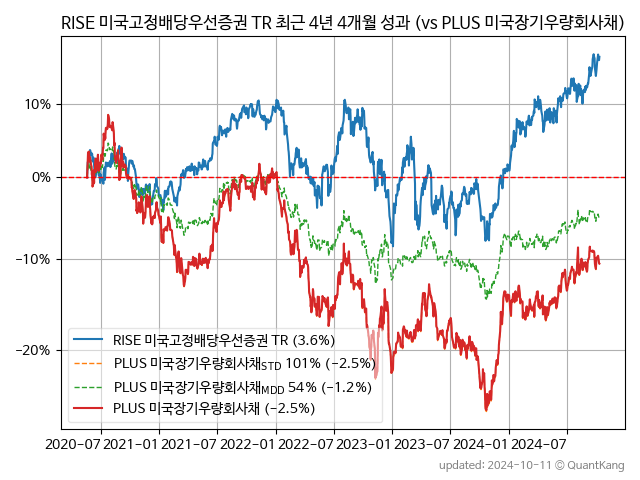 RISE 미국고정배당우선증권 TR 최근 4년 4개월 성과 (vs PLUS 미국장기우량회사채)
10%
0%
−10%
−20%
RISE 미국고정배당우선증권 TR (3.6%)
PLUS 미국장기우량회사채STD 101% (−2.5%)
PLUS 미국장기우량회사채MDD 54% (−1.2%)
PLUS 미국장기우량회사채 (−2.5%)
2020-07 2021-01 2021-07 2022-01 2022-07 2023-01 2023-07 2024-01 2024-07
updated: 2024-10-11 © QuantKang